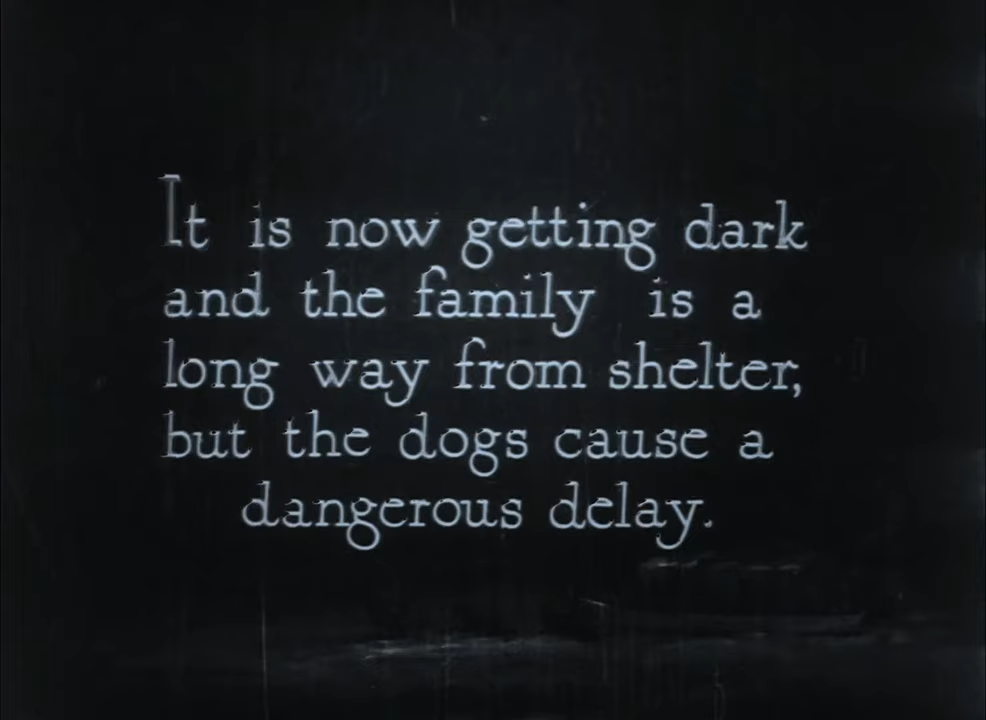 It is now getting dark
and the family is a
long way from shelter,
but the dogs cause a
dangerous delay.